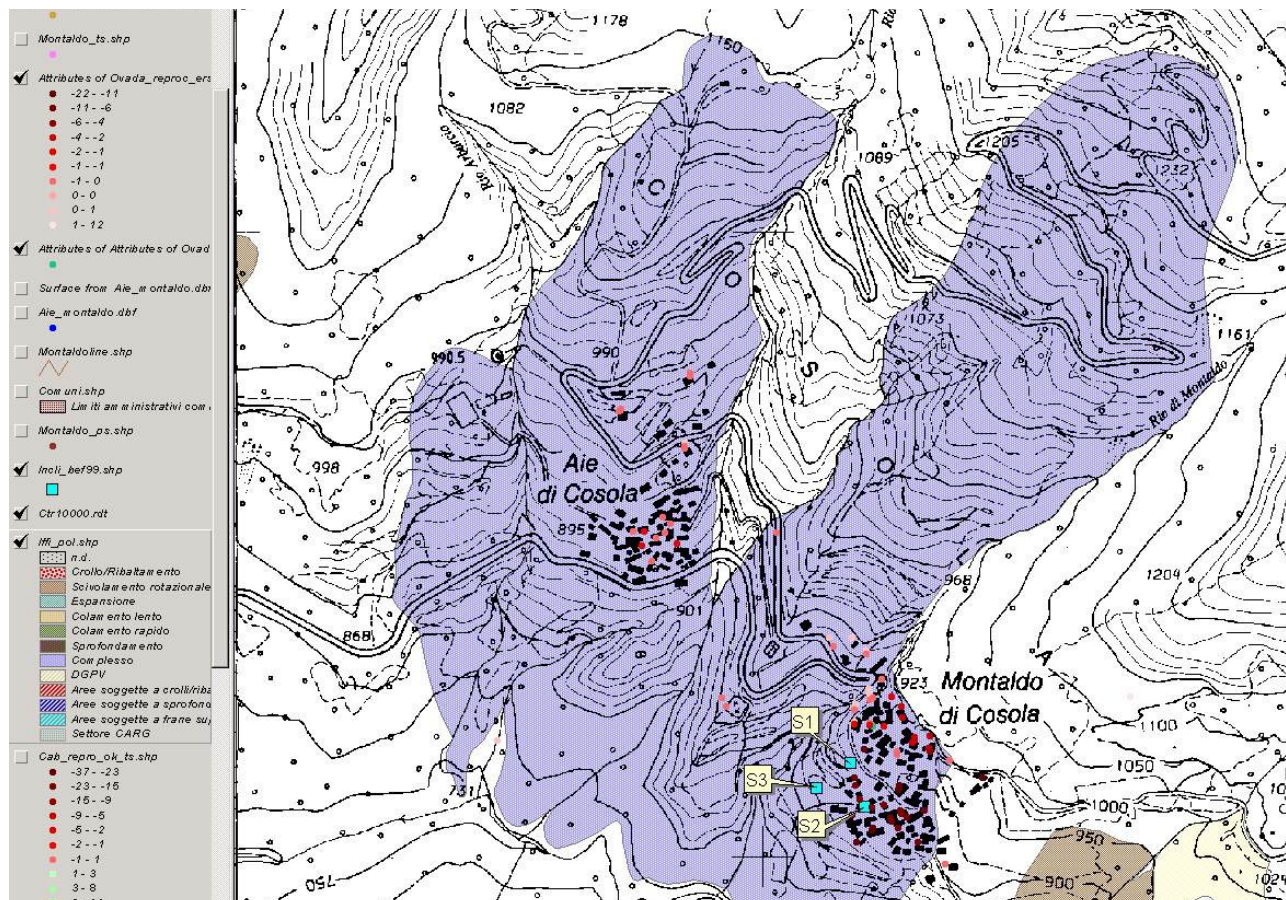 Montaldo_ts.shp
Attributes of Ovada_reproc_ers
-22 - -11
-11 - -6
-6 - -4
-4 - -2
-2 - -1
-1 - -1
-1 - 0
0 - 0
0 - 1
1 - 12
Attributes of Attributes of Ovad
Surface from Aie_montaldo.dbf
Aie_montaldo.dbf
Montaldoline.shp
Comuni.shp
Limiti amministrativi com
Montaldo_ps.shp
Incli_bef99.shp
Ctr10000.rdt
Iffi_pol.shp
n.d.
Crollo/Ribaltamento
Scivolamento rotazionale
Espansione
Colamento lento
Colamento rapido
Sprofondamento
Complesso
DGPV
Aree soggette a crolli/riba
Aree soggette a sprofond
Aree soggette a frane su
Settore CARG
Cab_repro_ok_ts.shp
-37 - -23
-23 - -15
-15 - -9
-9 - -5
-5 - -2
-2 - -1
-1 - 1
1 - 3
3 - 8
1178
1150
1082
1089
1205
1232
C
O
S
O
1073
1161
Rio di Montaldo
990.5
990
998
Aie
di Cosola
895
901
868
968
1204
A
923
Montaldo
di Cosola
S1
S3
S2
731
750
1100
1050
1000
950
900
1024